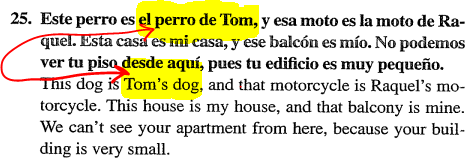 25. Este perro es el perro de Tom, y esa moto es la moto de Ra-
quel. Esta casa es mi casa, y ese balcón es mío. No podemos
ver tu piso desde aquí, pues tu edificio es muy pequeño.
This dog is Tom's dog, and that motorcycle is Raquel's mo-
torcycle. This house is my house, and that balcony is mine.
We can't see your apartment from here, because your buil-
ding is very small.